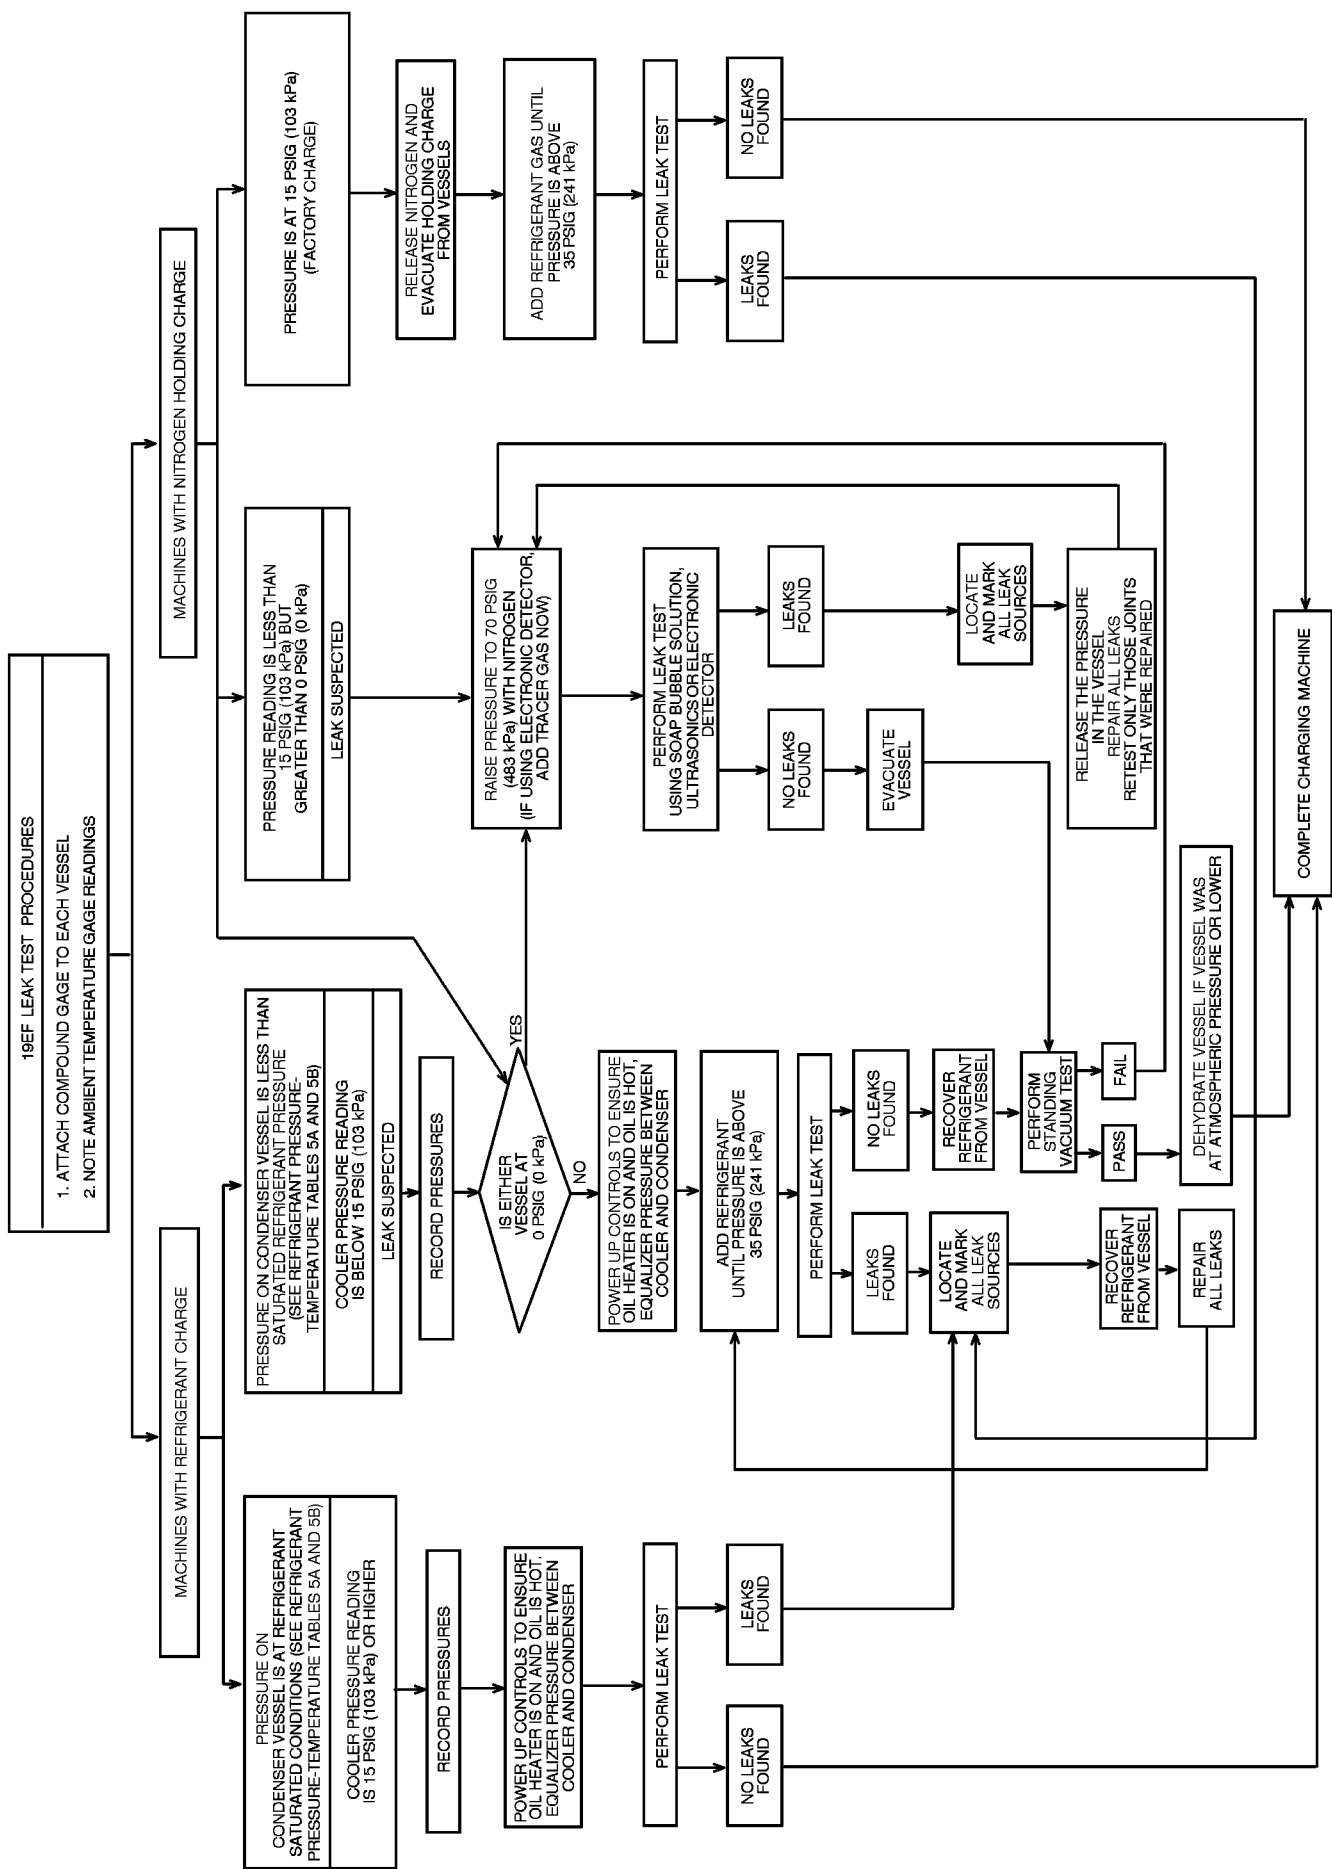 19EF LEAK TEST PROCEDURES
1. ATTACH COMPOUND GAGE TO EACH VESSEL
2. NOTE AMBIENT TEMPERATURE GAGE READINGS
MACHINES WITH REFRIGERANT CHARGE
MACHINES WITH NITROGEN HOLDING CHARGE
PRESSURE ON
CONDENSER VESSEL IS AT REFRIGERANT
SATURATED CONDITIONS (SEE REFRIGERANT
PRESSURE-TEMPERATURE TABLES 5A AND 5B)
COOLER PRESSURE READING
IS 15 PSIG (103 kPa) OR HIGHER
RECORD PRESSURES
POWER UP CONTROLS TO ENSURE
OIL HEATER IS ON AND OIL IS HOT.
EQUALIZER PRESSURE BETWEEN
COOLER AND CONDENSER
PERFORM LEAK TEST
NO LEAKS
FOUND
LEAKS
FOUND
PRESSURE ON CONDENSER VESSEL IS LESS THAN
SATURATED REFRIGERANT PRESSURE
(SEE REFRIGERANT PRESSURE-
TEMPERATURE TABLES 5A AND 5B)
COOLER PRESSURE READING
IS BELOW 15 PSIG (103 kPa)
LEAK SUSPECTED
RECORD PRESSURES
IS EITHER
VESSEL AT
0 PSIG (0 kPa)
YES
NO
POWER UP CONTROLS TO ENSURE
OIL HEATER IS ON AND OIL IS HOT,
EQUALIZER PRESSURE BETWEEN
COOLER AND CONDENSER
ADD REFRIGERANT
UNTIL PRESSURE IS ABOVE
35 PSIG (241 kPa)
PERFORM LEAK TEST
LEAKS
FOUND
NO LEAKS
FOUND
LOCATE
AND MARK
ALL LEAK
SOURCES
RECOVER
REFRIGERANT
FROM VESSEL
PERFORM
STANDING
VACUUM TEST
PASS
FAIL
RECOVER
REFRIGERANT
FROM VESSEL
REPAIR
ALL LEAKS
DEHYDRATE VESSEL IF VESSEL WAS
AT ATMOSPHERIC PRESSURE OR LOWER
PRESSURE READING IS LESS THAN
15 PSIG (103 kPa) BUT
GREATER THAN 0 PSIG (0 kPa)
LEAK SUSPECTED
RAISE PRESSURE TO 70 PSIG
(483 kPa) WITH NITROGEN
(IF USING ELECTRONIC DETECTOR,
ADD TRACER GAS NOW)
PERFORM LEAK TEST
USING SOAP BUBBLE SOLUTION,
ULTRASONICS OR ELECTRONIC
DETECTOR
NO LEAKS
FOUND
LEAKS
FOUND
EVACUATE
VESSEL
LOCATE
AND MARK
ALL LEAK
SOURCES
RELEASE THE PRESSURE
IN THE VESSEL
REPAIR ALL LEAKS
RETEST ONLY THOSE JOINTS
THAT WERE REPAIRED
PRESSURE IS AT 15 PSIG (103 kPa)
(FACTORY CHARGE)
RELEASE NITROGEN AND
EVACUATE HOLDING CHARGE
FROM VESSELS
ADD REFRIGERANT GAS UNTIL
PRESSURE IS ABOVE
35 PSIG (241 kPa)
PERFORM LEAK TEST
LEAKS
FOUND
NO LEAKS
FOUND
COMPLETE CHARGING MACHINE